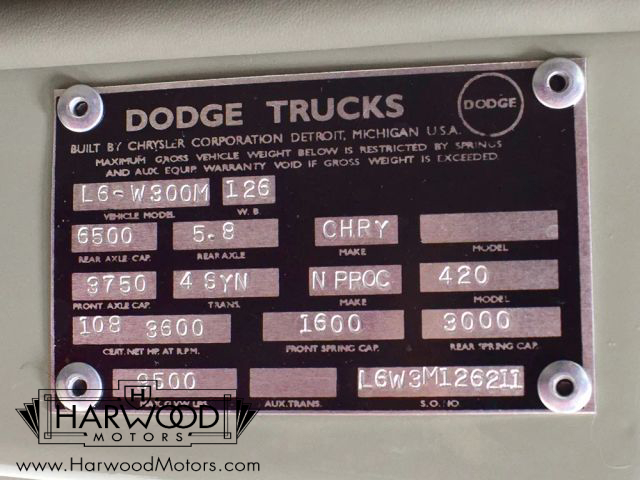 DODGE TRUCKS
DODGE
BUILT BY CHRYSLER CORPORATION DETROIT, MICHIGAN U.S.A.
MAXIMUM GROSS VEHICLE WEIGHT BELOW IS RESTRICTED BY SPRINGS
AND AUX. EQUIP. WARRANTY VOID IF GROSS WEIGHT IS EXCEEDED.
L6-W300M 126
VEHICLE MODEL W. B.
6500 5.8 CHRY
REAR AXLE CAP. REAR AXLE MAKE MODEL
3750 4 SYN N PROC 420
FRONT AXLE CAP. TRANS. MAKE MODEL
108 3600 1600 3000
CERT. NET HP. AT R.P.M. FRONT SPRING CAP. REAR SPRING CAP.
9500 L6W3M126211
MAX. G.V.W. LBS. AUX. TRANS. S.O. NO
H
HARWOOD
MOTORS
www.HarwoodMotors.com